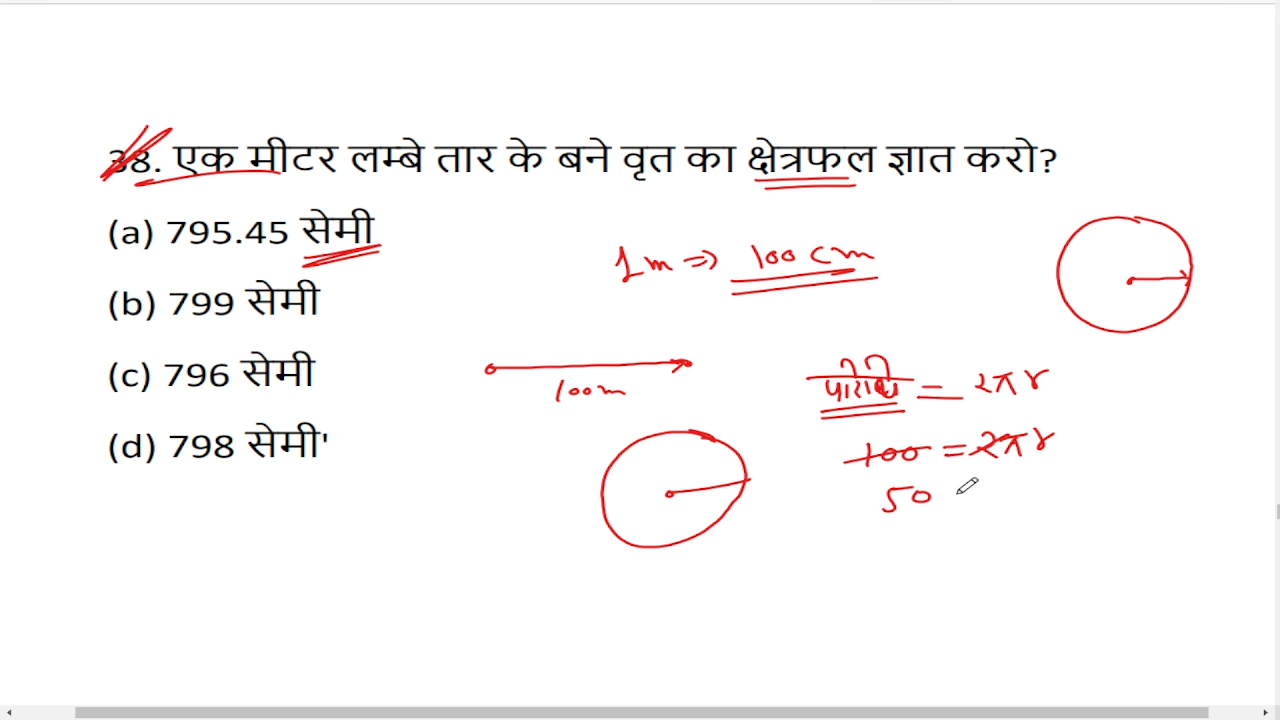 38. एक मीटर लम्बे तार के बने वृत का क्षेत्रफल ज्ञात करो?
(a) 795.45 सेमी
(b) 799 सेमी
(c) 796 सेमी
(d) 798 सेमी'
1m ⇒ 100 cm
100m
परिधि = 2πr
100 = 2πr
50